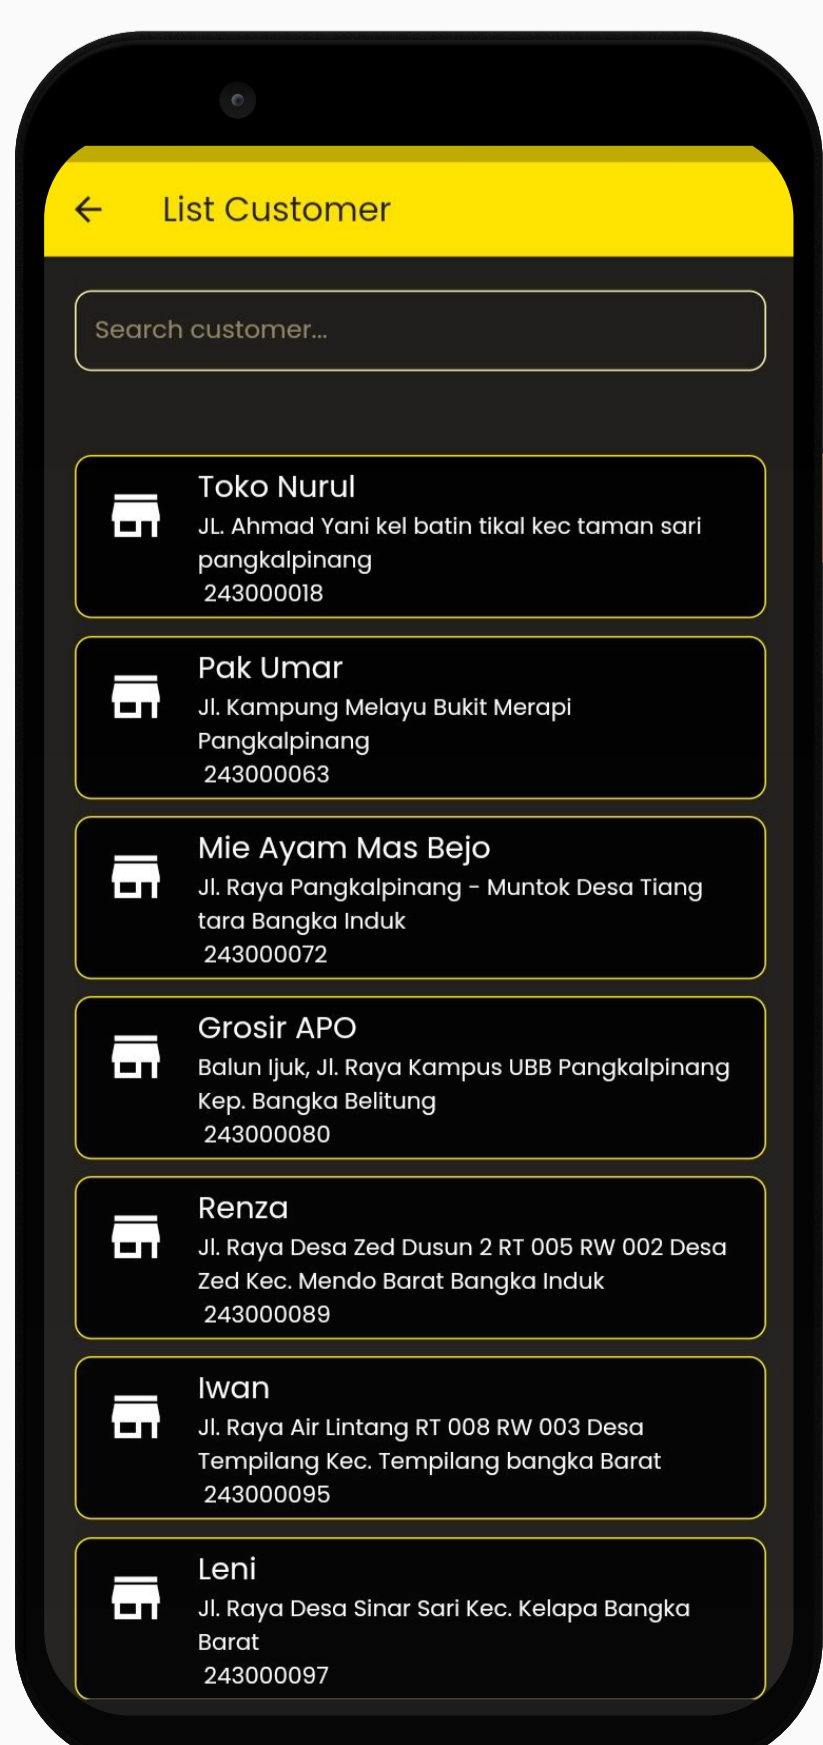 List Customer
Search customer...
Toko Nurul
JL. Ahmad Yani kel batin tikal kec taman sari
pangkalpinang
243000018
Pak Umar
Jl. Kampung Melayu Bukit Merapi
Pangkalpinang
243000063
Mie Ayam Mas Bejo
Jl. Raya Pangkalpinang - Muntok Desa Tiang
tara Bangka Induk
243000072
Grosir APO
Balun Ijuk, Jl. Raya Kampus UBB Pangkalpinang
Kep. Bangka Belitung
243000080
Renza
Jl. Raya Desa Zed Dusun 2 RT 005 RW 002 Desa
Zed Kec. Mendo Barat Bangka Induk
243000089
Iwan
Jl. Raya Air Lintang RT 008 RW 003 Desa
Tempilang Kec. Tempilang bangka Barat
243000095
Leni
Jl. Raya Desa Sinar Sari Kec. Kelapa Bangka
Barat
243000097